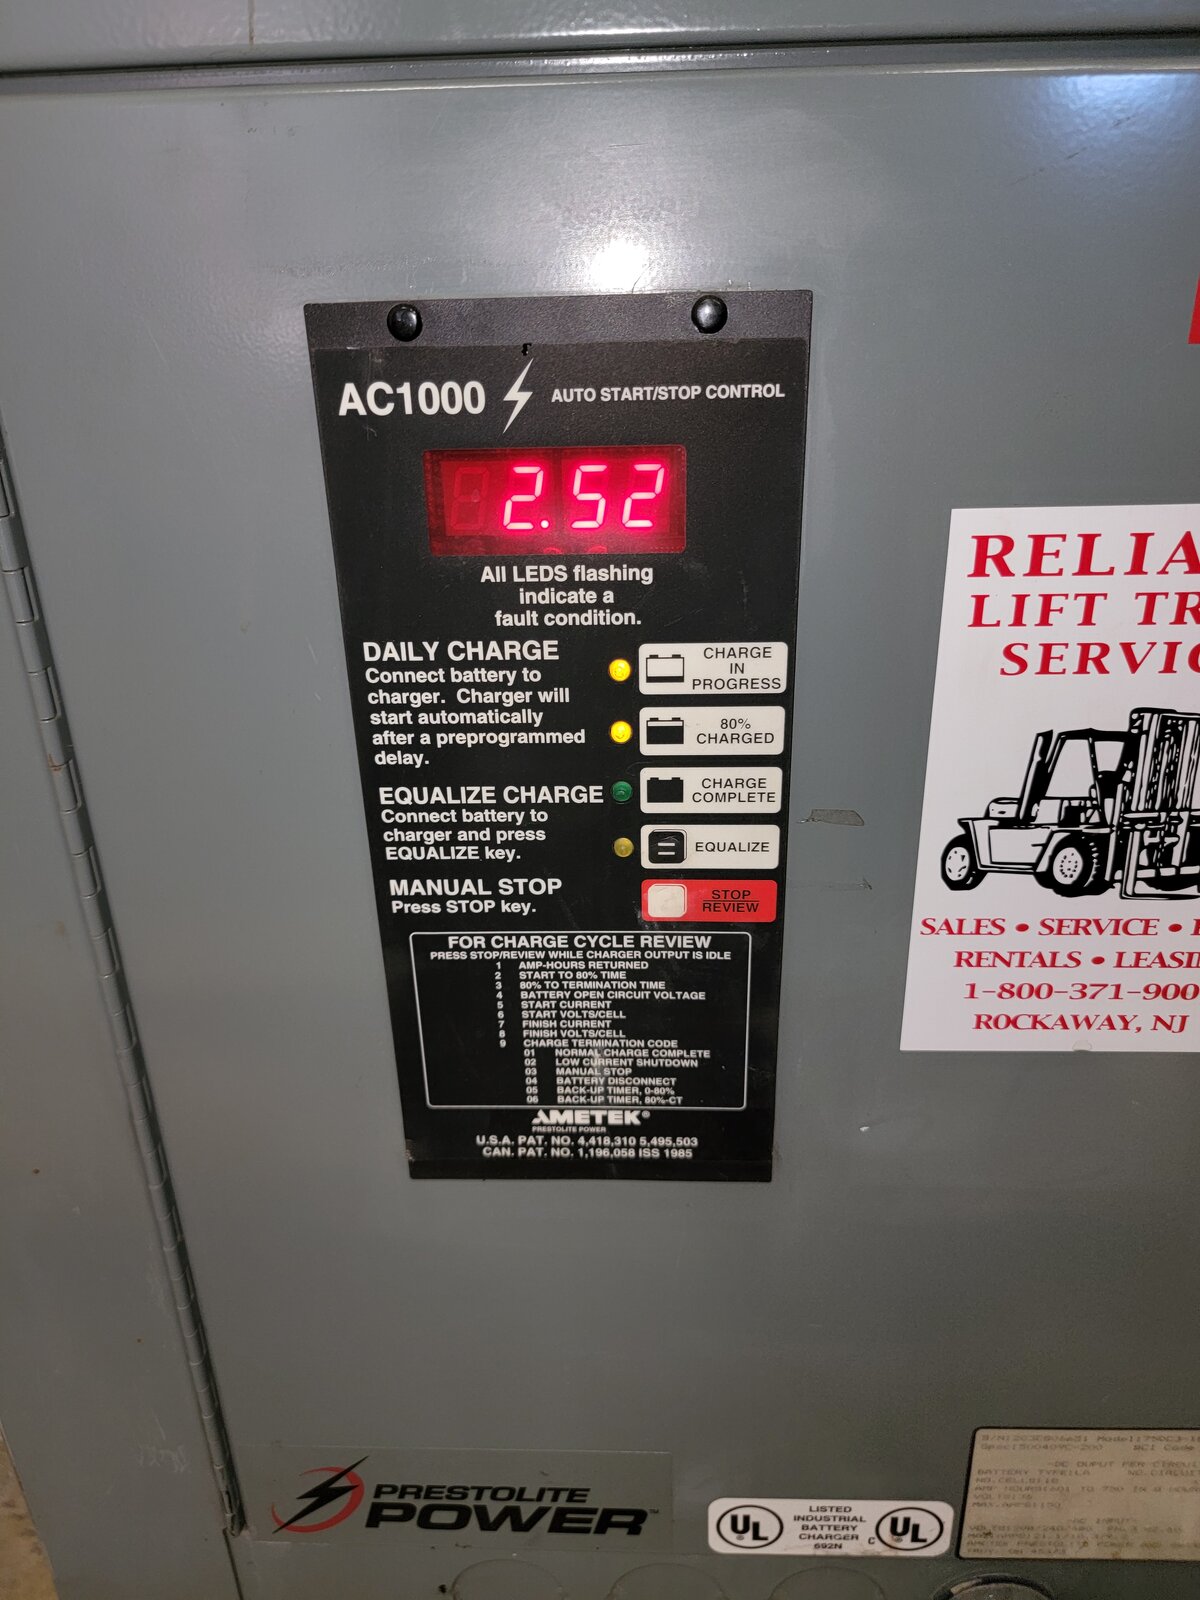 AC1000
AUTO START/STOP CONTROL
2.52
All LEDS flashing
indicate a
fault condition.
DAILY CHARGE
Connect battery to
charger. Charger will
start automatically
after a preprogrammed
delay.
CHARGE
IN
PROGRESS
80%
CHARGED
EQUALIZE CHARGE
Connect battery to
charger and press
EQUALIZE key.
CHARGE
COMPLETE
EQUALIZE
MANUAL STOP
Press STOP key.
STOP
REVIEW
FOR CHARGE CYCLE REVIEW
PRESS STOP/REVIEW WHILE CHARGER OUTPUT IS IDLE
1 AMP-HOURS RETURNED
2 START TO 80% TIME
3 80% TO TERMINATION TIME
4 BATTERY OPEN CIRCUIT VOLTAGE
5 START CURRENT
6 START VOLTS/CELL
7 FINISH CURRENT
8 FINISH VOLTS/CELL
9 CHARGE TERMINATION CODE
01 NORMAL CHARGE COMPLETE
02 LOW CURRENT SHUTDOWN
03 MANUAL STOP
04 BATTERY DISCONNECT
05 BACK-UP TIMER, 0-80%
06 BACK-UP TIMER, 80%-CT
AMETEK®
PRESTOLITE POWER
U.S.A. PAT. NO. 4,418,310 5,495,503
CAN. PAT. NO. 1,196,058 ISS 1985
RELIA
LIFT TR
SERVIC
SALES • SERVICE •
RENTALS • LEASI
1-800-371-900
ROCKAWAY, NJ
PRESTOLITE
POWER™
UL
LISTED
INDUSTRIAL
BATTERY
CHARGER
692N
C UL